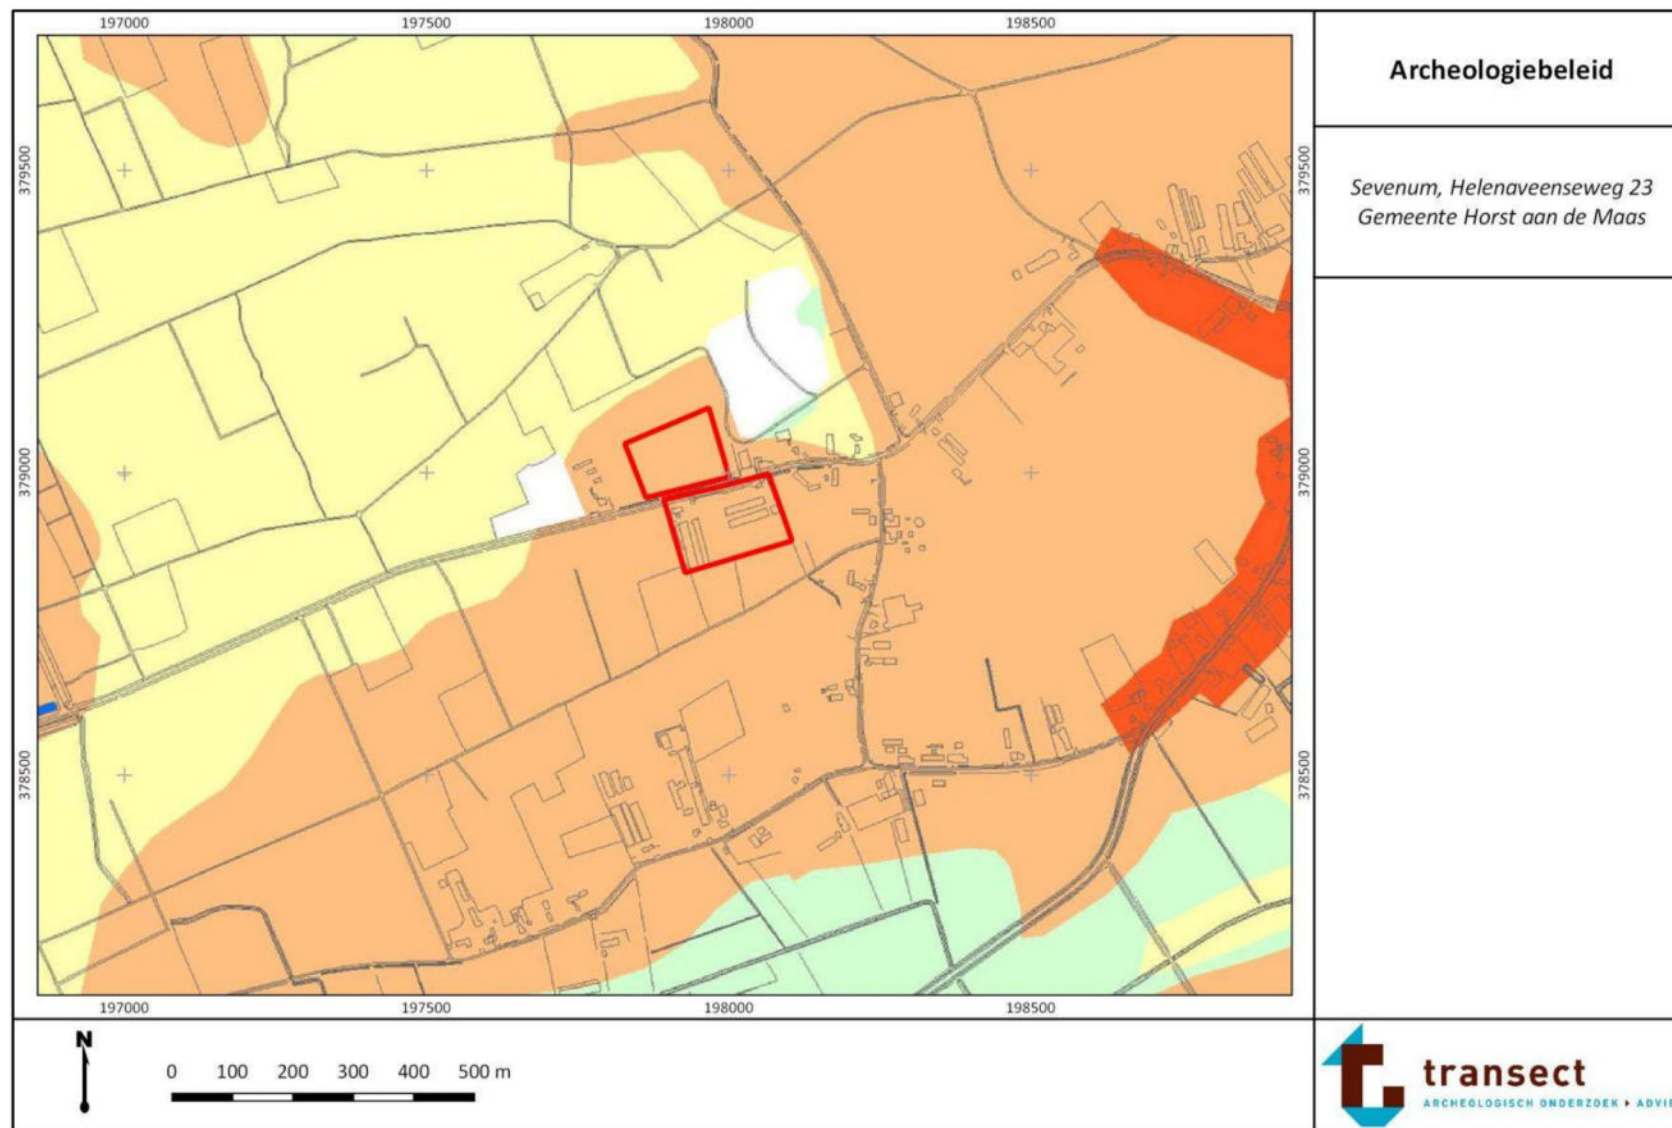 197000 197500 198000 198500
Archeologiebeleid
Sevenum, Helenaveenseweg 23
Gemeente Horst aan de Maas
379500 379500
379000 379000
378500 378500
197000 197500 198000 198500
N
0 100 200 300 400 500 m
transect
ARCHEOLOGISCH ONDERZOEK ADVIE